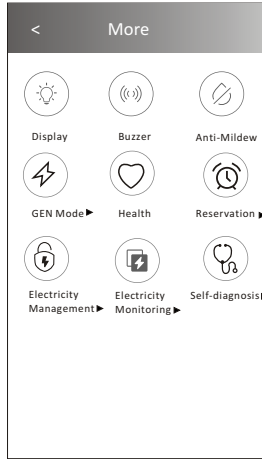 < More
Display Buzzer Anti-Mildew
GEN Mode▶ Health Reservation ▶
Electricity Electricity Self-diagnosis▶
Management▶ Monitoring ▶